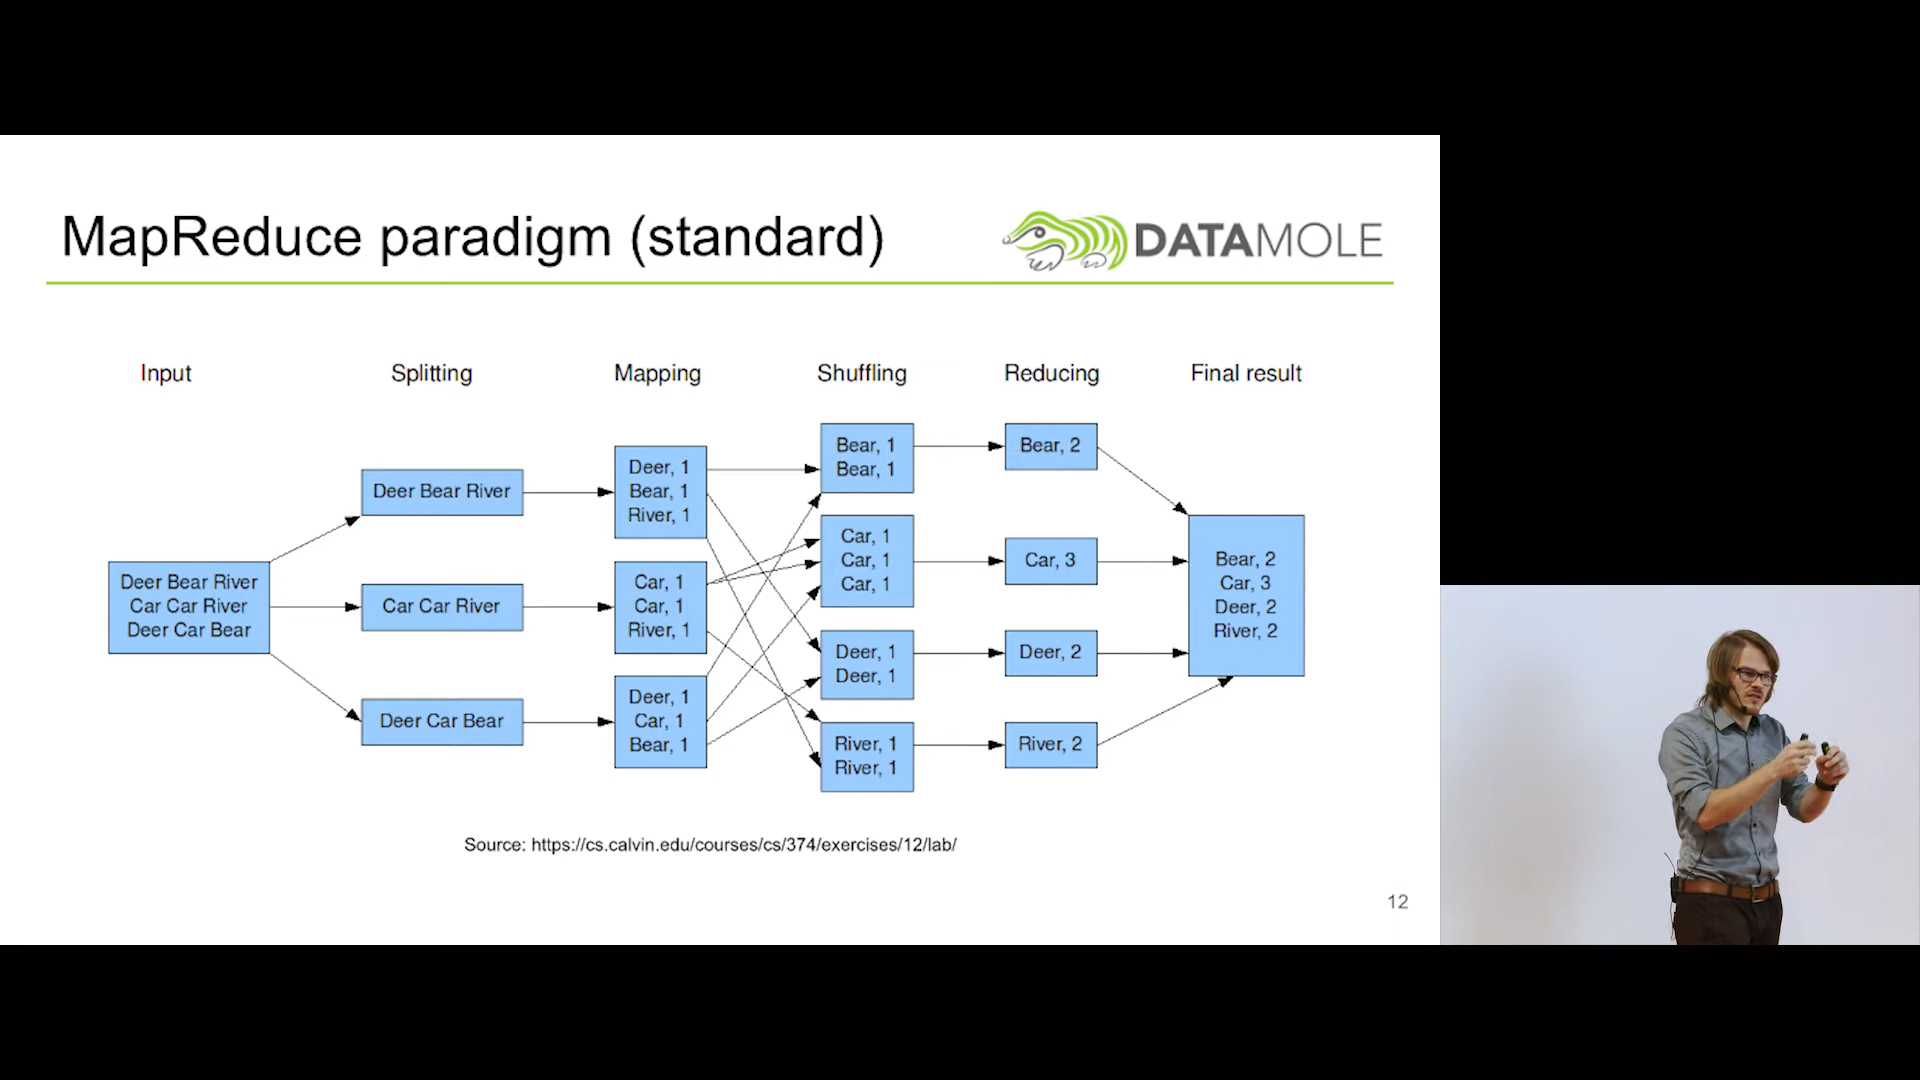 MapReduce paradigm (standard)
DATAMOLE
Input
Splitting
Mapping
Shuffling
Reducing
Final result
Deer Bear River
Car Car River
Deer Car Bear
Deer Bear River
Car Car River
Deer Car Bear
Deer, 1
Bear, 1
River, 1
Car, 1
Car, 1
River, 1
Deer, 1
Car, 1
Bear, 1
Bear, 1
Bear, 1
Car, 1
Car, 1
Car, 1
Deer, 1
Deer, 1
River, 1
River, 1
Bear, 2
Car, 3
Deer, 2
River, 2
Bear, 2
Car, 3
Deer, 2
River, 2
Source: https://cs.calvin.edu/courses/cs/374/exercises/12/lab/
12